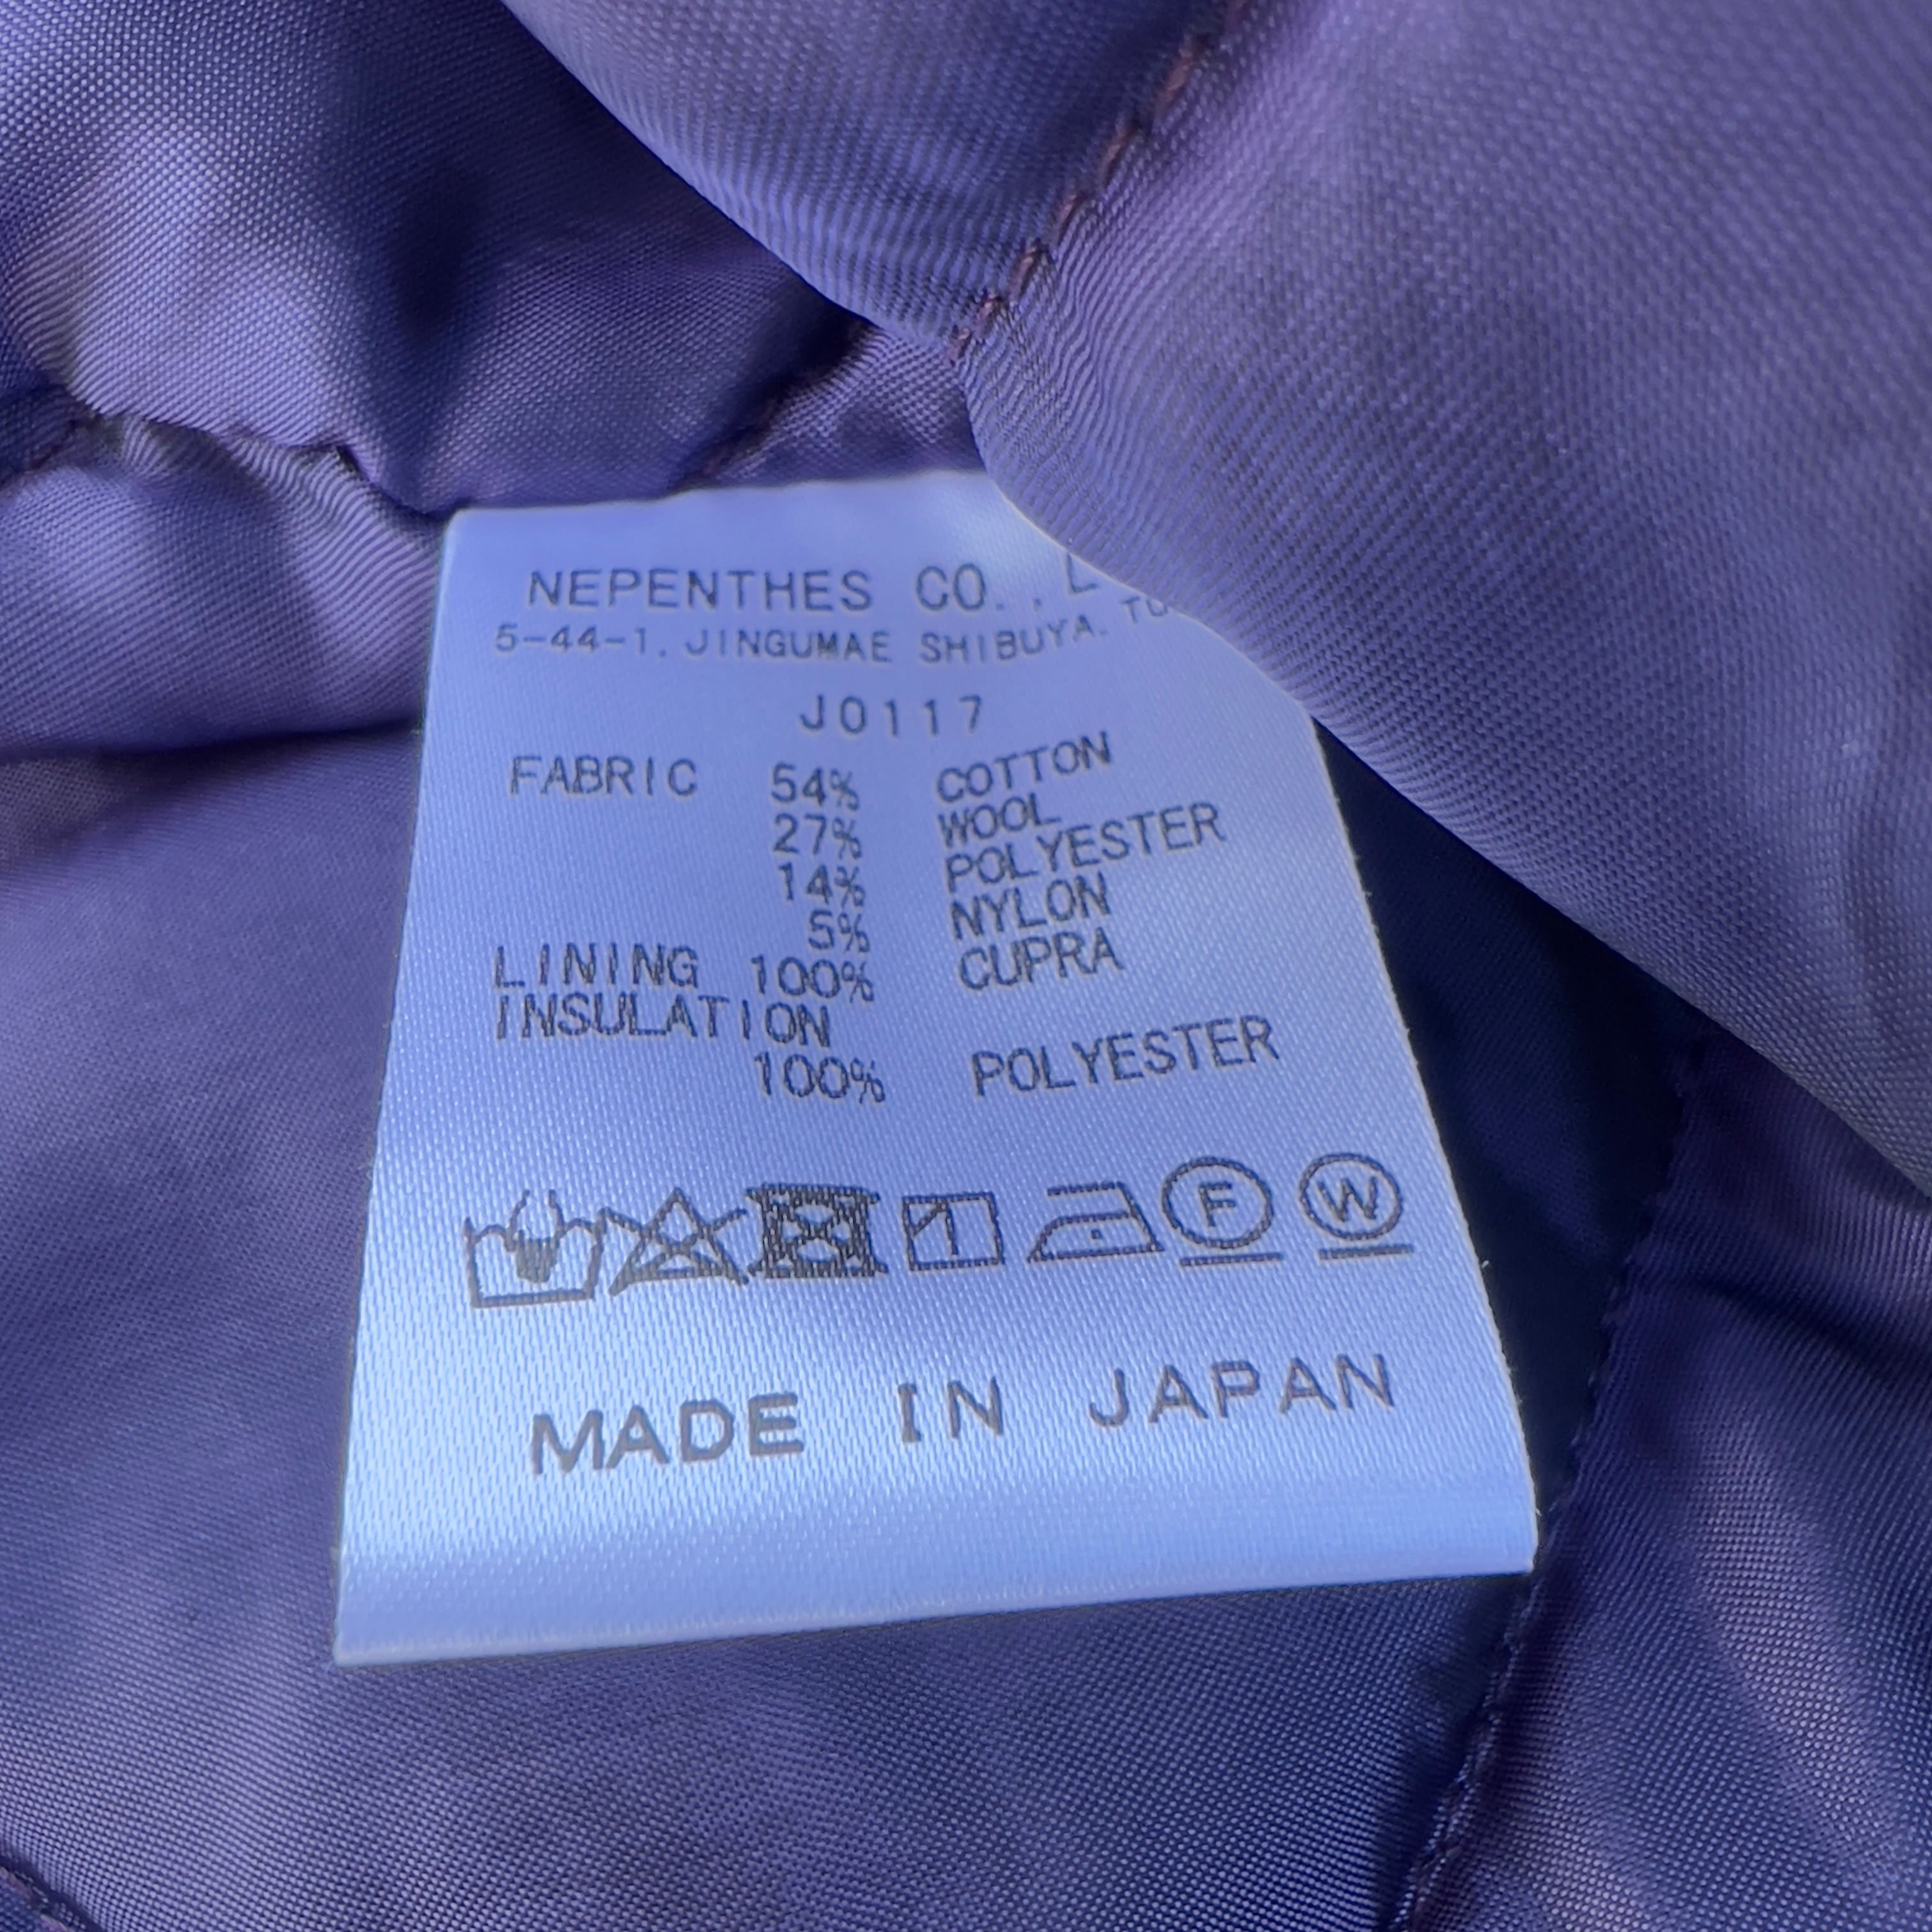 NEPENTHES CO., L
5-44-1, JINGUMAE SHIBUYA. TO
J0117
FABRIC 54% COTTON
27% WOOL
14% POLYESTER
5% NYLON
LINING 100% CUPRA
INSULATION
100% POLYESTER
F W
MADE IN JAPAN